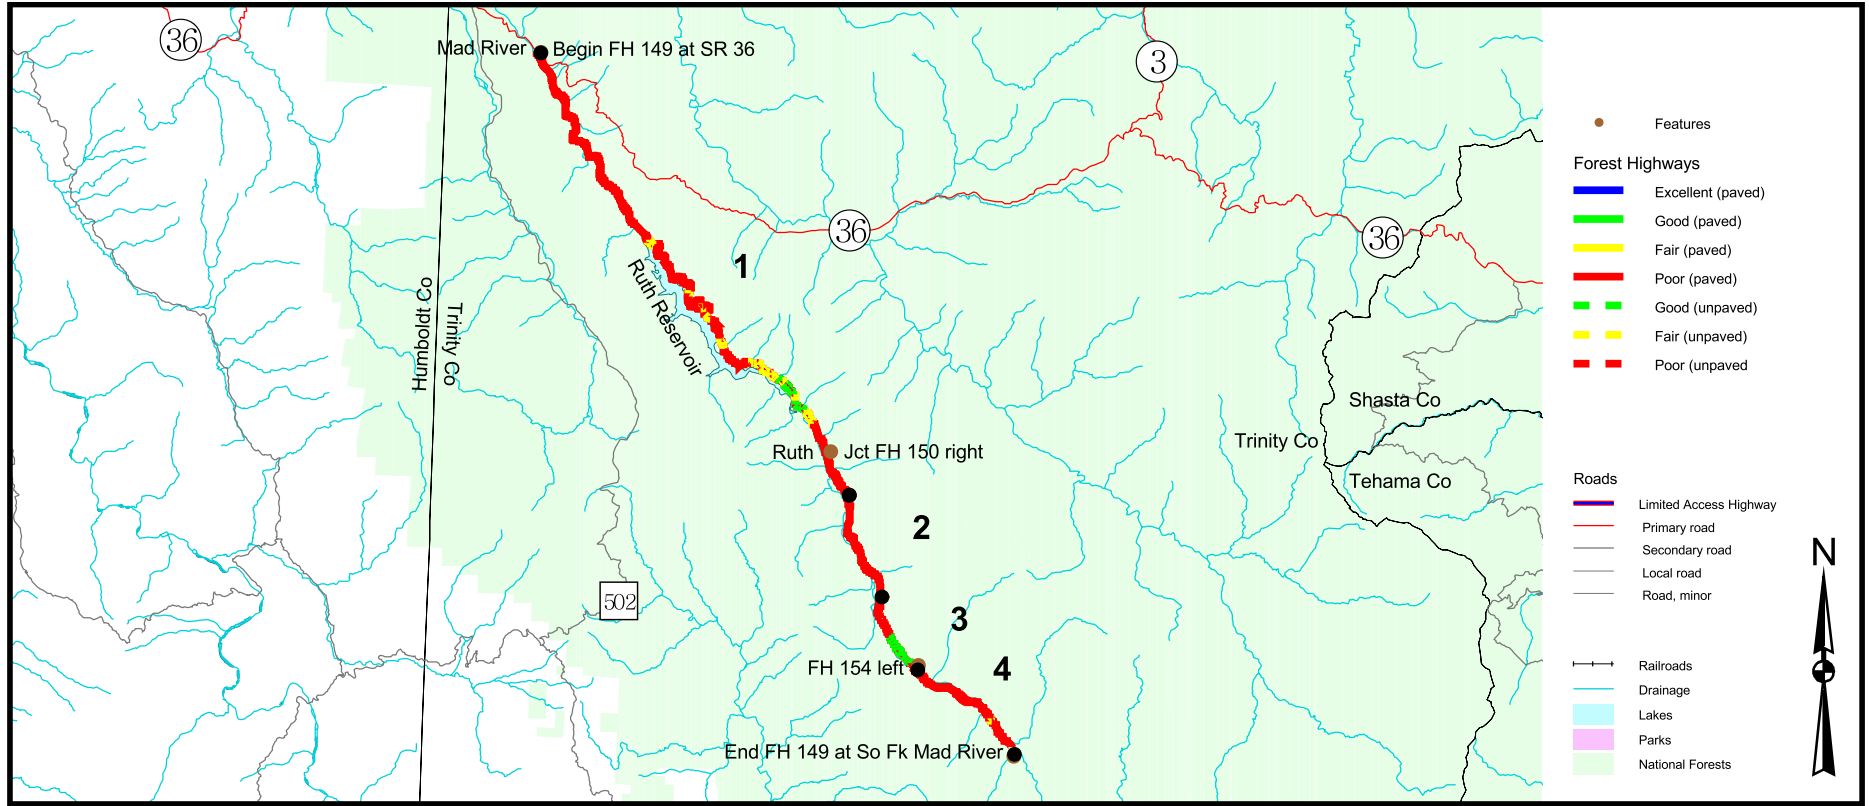 36
Mad River
Begin FH 149 at SR 36
3
36
36
1
Humboldt Co
Trinity Co
Ruth Reservoir
Shasta Co
Trinity Co
Tehama Co
Ruth
Jct FH 150 right
2
502
3
FH 154 left
4
End FH 149 at So Fk Mad River
Features
Forest Highways
Excellent (paved)
Good (paved)
Fair (paved)
Poor (paved)
Good (unpaved)
Fair (unpaved)
Poor (unpaved
Roads
Limited Access Highway
Primary road
Secondary road
Local road
Road, minor
Railroads
Drainage
Lakes
Parks
National Forests
N